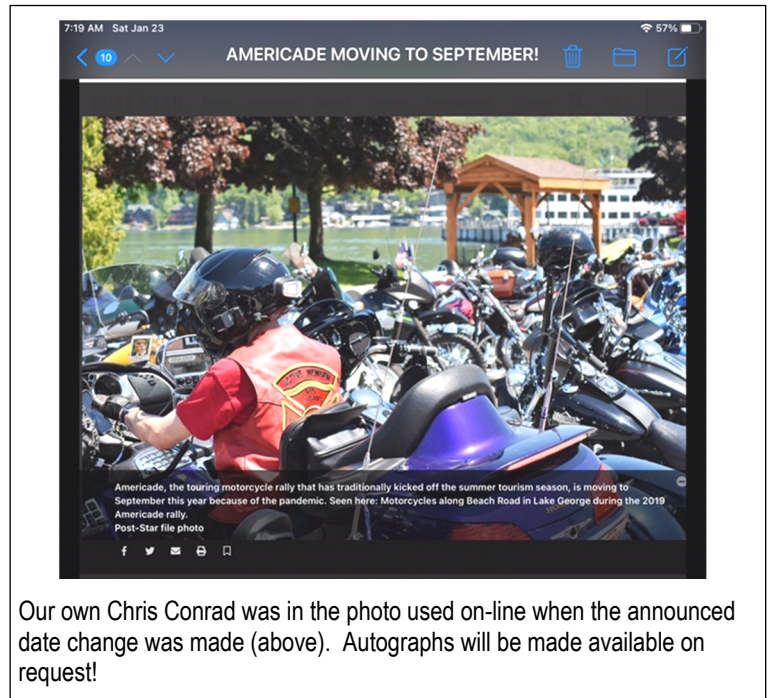 7:19 AM Sat Jan 23
57%
10
AMERICADE MOVING TO SEPTEMBER!
Americade, the touring motorcycle rally that has traditionally kicked off the summer tourism season, is moving to
September this year because of the pandemic. Seen here: Motorcycles along Beach Road in Lake George during the 2019
Americade rally.
Post-Star file photo
Our own Chris Conrad was in the photo used on-line when the announced
date change was made (above). Autographs will be made available on
request!